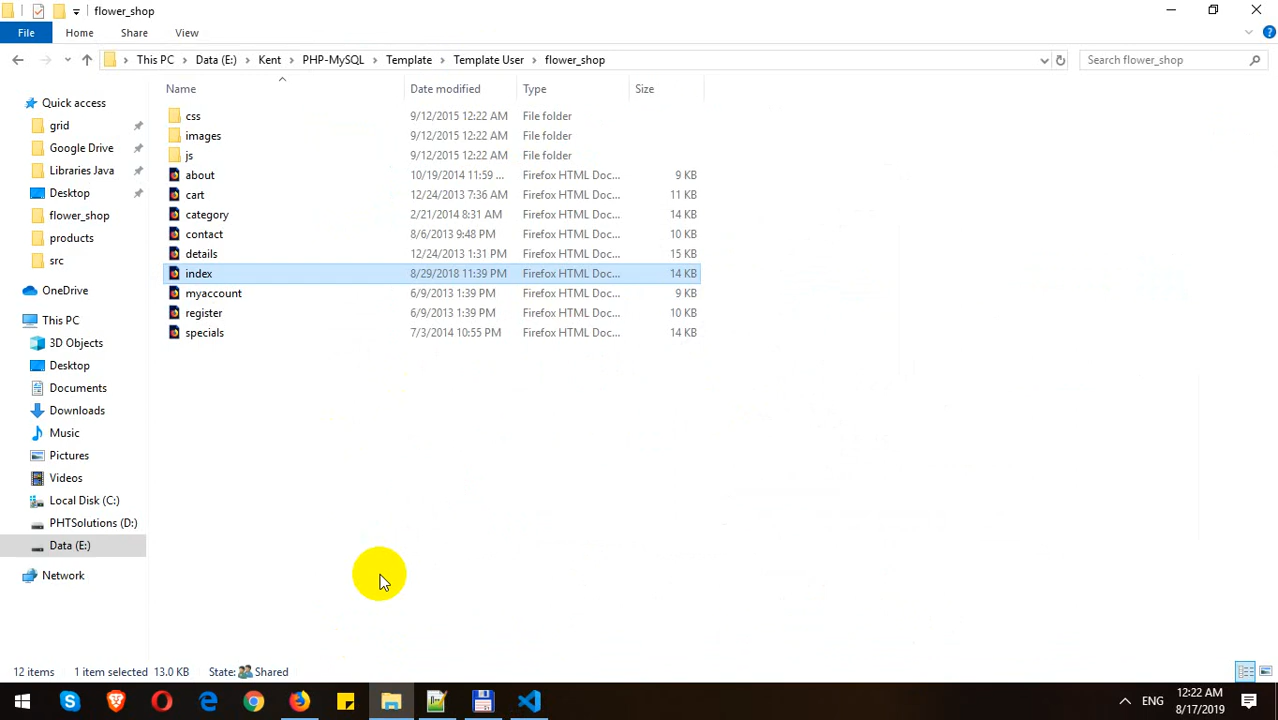 flower_shop
File Home Share View
This PC Data (E:) Kent PHP-MySQL Template Template User flower_shop Search flower_shop
Name Date modified Type Size
Quick access
grid
Google Drive
Libraries Java
Desktop
flower_shop
products
src
OneDrive
This PC
3D Objects
Desktop
Documents
Downloads
Music
Pictures
Videos
Local Disk (C:)
PHTSolutions (D:)
Data (E:)
Network
css 9/12/2015 12:22 AM File folder
images 9/12/2015 12:22 AM File folder
js 9/12/2015 12:22 AM File folder
about 10/19/2014 11:59 ... Firefox HTML Doc... 9 KB
cart 12/24/2013 7:36 AM Firefox HTML Doc... 11 KB
category 2/21/2014 8:31 AM Firefox HTML Doc... 14 KB
contact 8/6/2013 9:48 PM Firefox HTML Doc... 10 KB
details 12/24/2013 1:31 PM Firefox HTML Doc... 15 KB
index 8/29/2018 11:39 PM Firefox HTML Doc... 14 KB
myaccount 6/9/2013 1:39 PM Firefox HTML Doc... 9 KB
register 6/9/2013 1:39 PM Firefox HTML Doc... 10 KB
specials 7/3/2014 10:55 PM Firefox HTML Doc... 14 KB
12 items 1 item selected 13.0 KB State: Shared
ENG
12:22 AM
8/17/2019